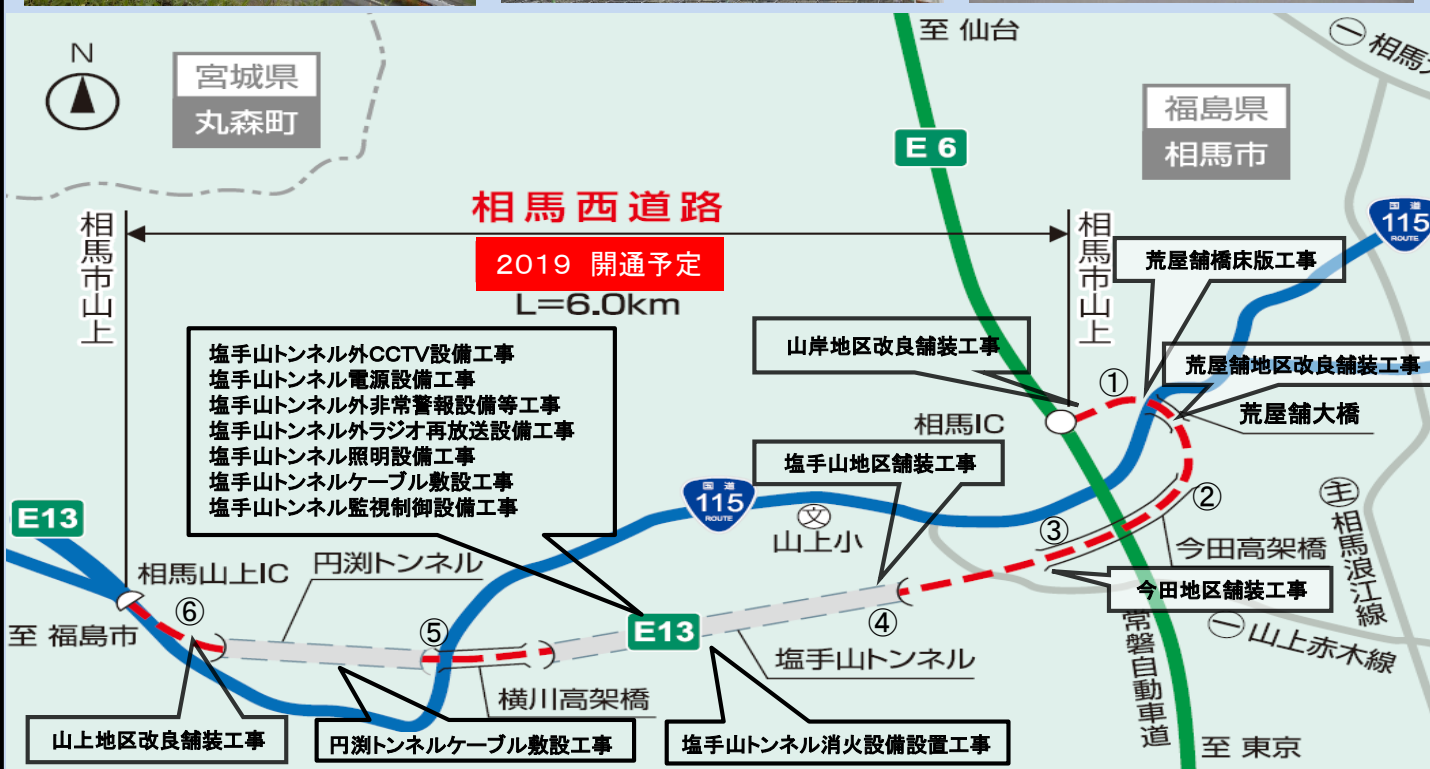 N
宮城県
丸森町
至 仙台
㊀ 相馬
福島県
相馬市
E 6
相馬西道路
2019 開通予定
L=6.0km
相馬市山上
相馬市山上
国道
115
ROUTE
荒屋舗橋床版工事
山岸地区改良舗装工事
荒屋舗地区改良舗装工事
①
荒屋舗大橋
相馬IC
塩手山トンネル外CCTV設備工事
塩手山トンネル電源設備工事
塩手山トンネル外非常警報設備等工事
塩手山トンネル外ラジオ再放送設備工事
塩手山トンネル照明設備工事
塩手山トンネルケーブル敷設工事
塩手山トンネル監視制御設備工事
塩手山地区舗装工事
国道
115
ROUTE
文
山上小
②
③
主
相馬浪江線
今田高架橋
今田地区舗装工事
E13
相馬山上IC
円渕トンネル
⑥
至 福島市
⑤
E13
④
塩手山トンネル
常磐自動車道
㊀山上赤木線
横川高架橋
山上地区改良舗装工事
円渕トンネルケーブル敷設工事
塩手山トンネル消火設備設置工事
至 東京